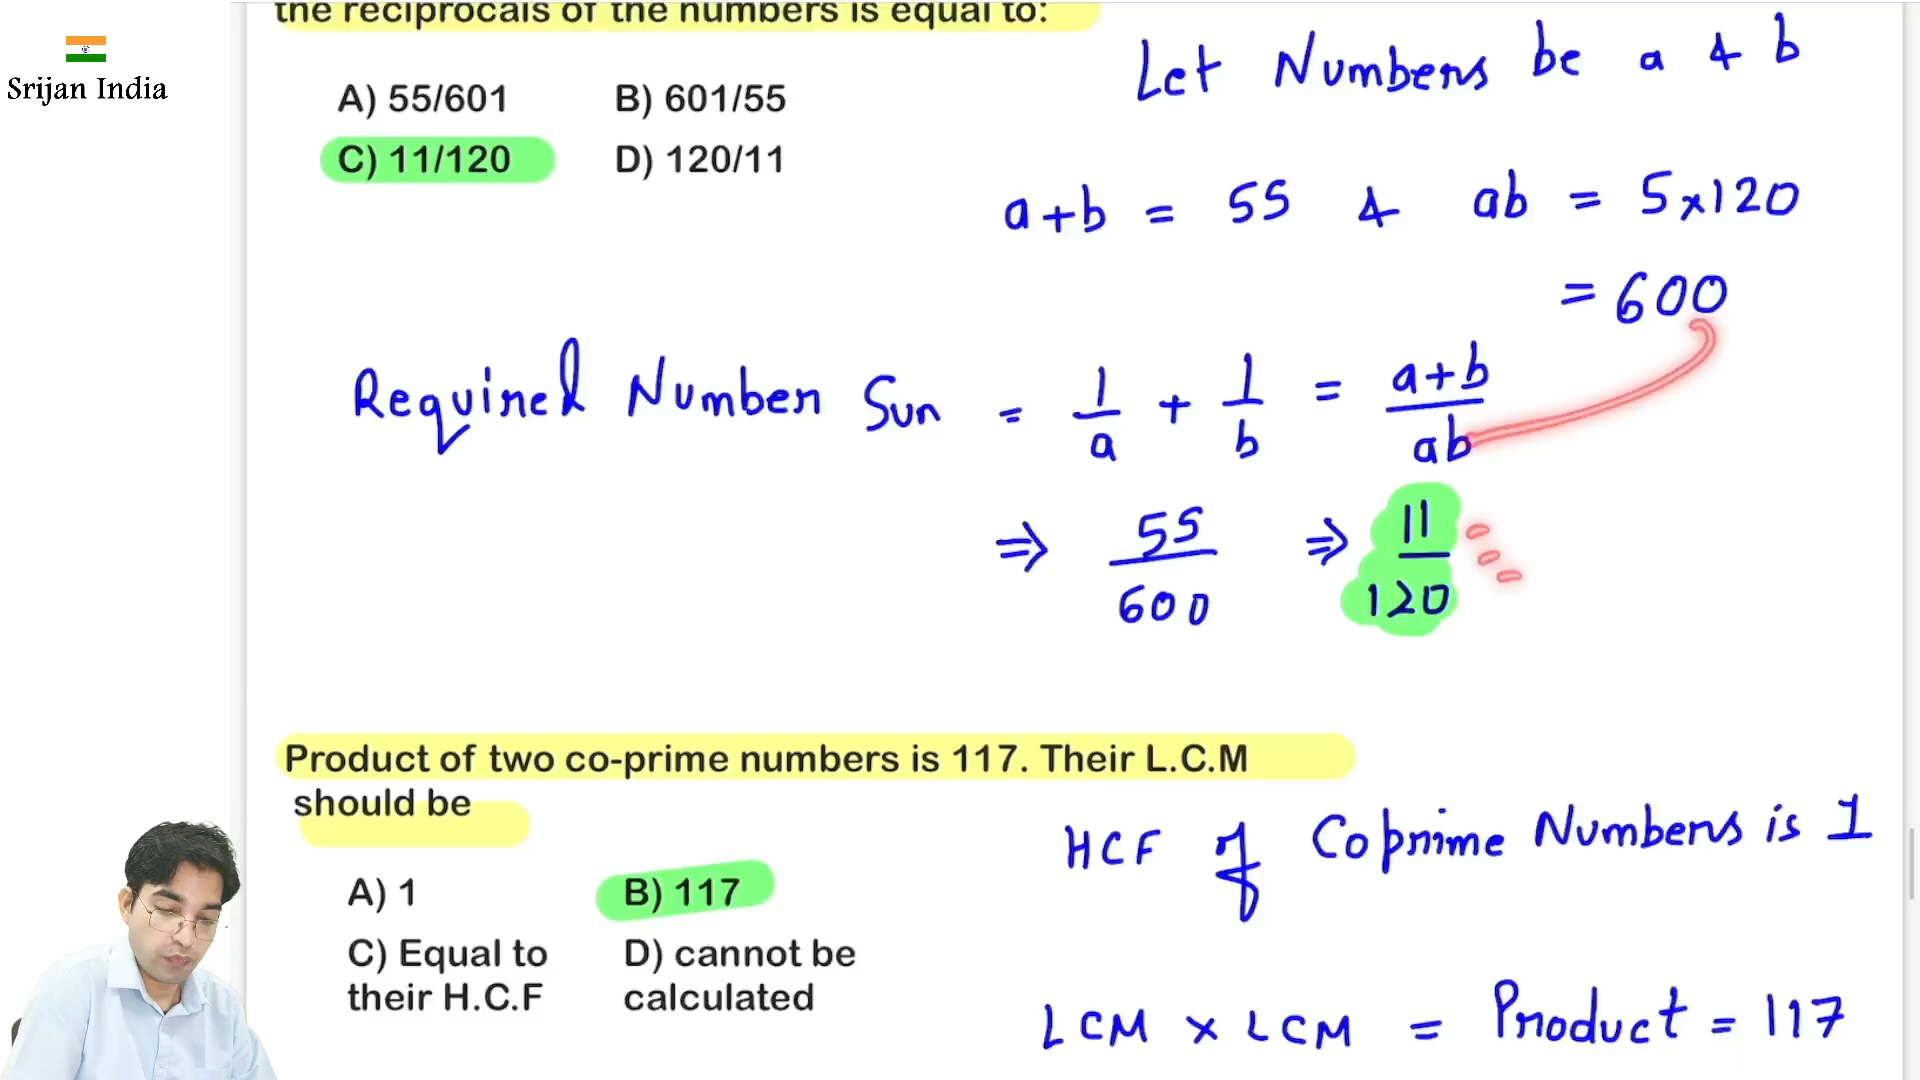 the reciprocals of the numbers is equal to:
Srijan India
A) 55/601 B) 601/55
C) 11/120 D) 120/11
Let Numbers be a & b
a+b = 55 & ab = 5x120
= 600
Required Number Sun = 1/a + 1/b = a+b/ab
⇒ 55/600 ⇒ 11/120
Product of two co-prime numbers is 117. Their L.C.M
should be
A) 1 B) 117
C) Equal to D) cannot be
their H.C.F calculated
HCF of Coprime Numbers is 1
LCM x LCM = Product = 117